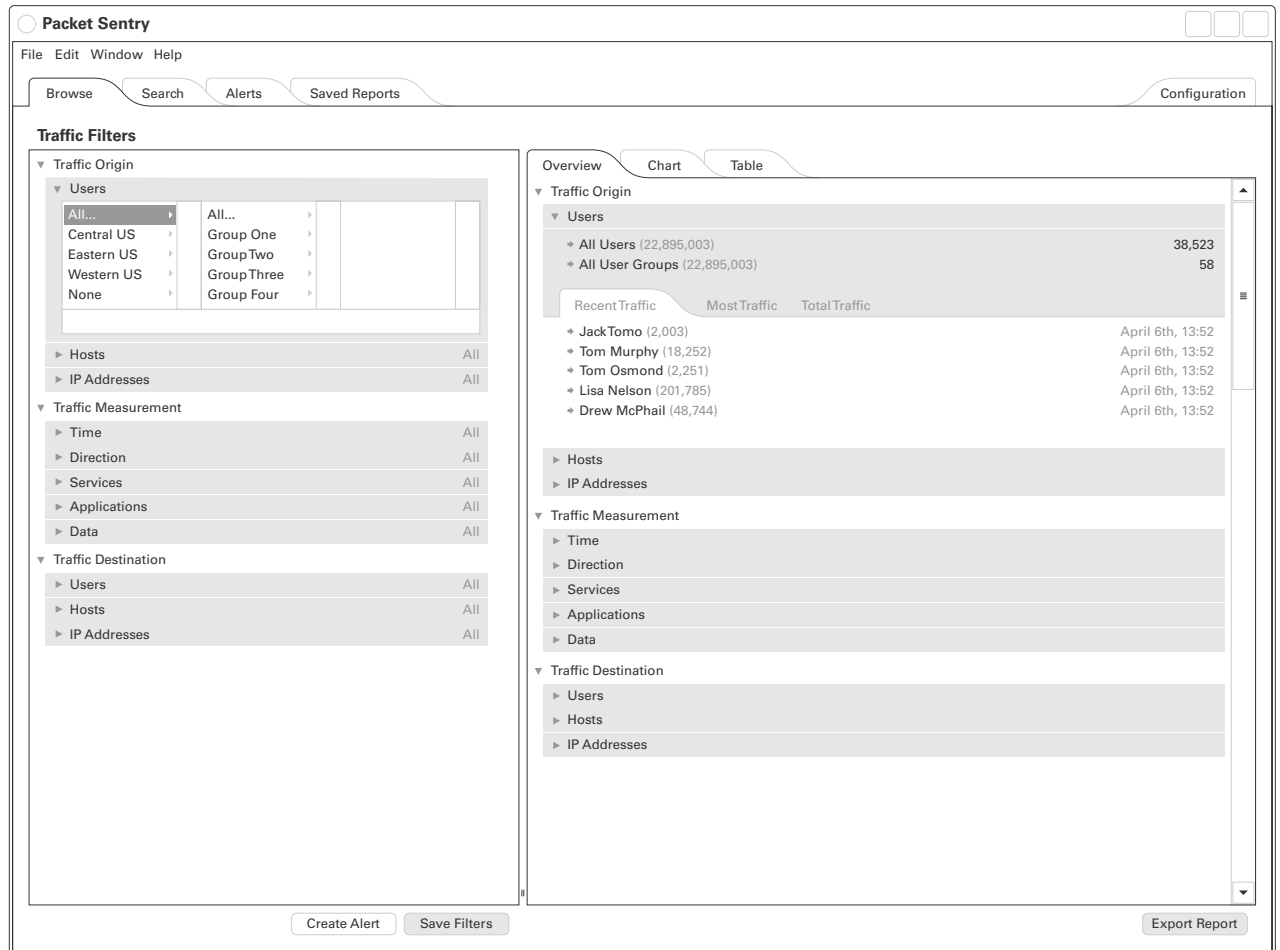 Packet Sentry
File Edit Window Help
Browse Search Alerts Saved Reports Configuration
Traffic Filters
Traffic Origin
Users
All... All...
Central US Group One
Eastern US Group Two
Western US Group Three
None Group Four
Hosts All
IP Addresses All
Traffic Measurement
Time All
Direction All
Services All
Applications All
Data All
Traffic Destination
Users All
Hosts All
IP Addresses All
Create Alert Save Filters
Overview Chart Table
Traffic Origin
Users
All Users (22,895,003) 38,523
All User Groups (22,895,003) 58
Recent Traffic Most Traffic Total Traffic
Jack Tomo (2,003) April 6th, 13:52
Tom Murphy (18,252) April 6th, 13:52
Tom Osmond (2,251) April 6th, 13:52
Lisa Nelson (201,785) April 6th, 13:52
Drew McPhail (48,744) April 6th, 13:52
Hosts
IP Addresses
Traffic Measurement
Time
Direction
Services
Applications
Data
Traffic Destination
Users
Hosts
IP Addresses
Export Report